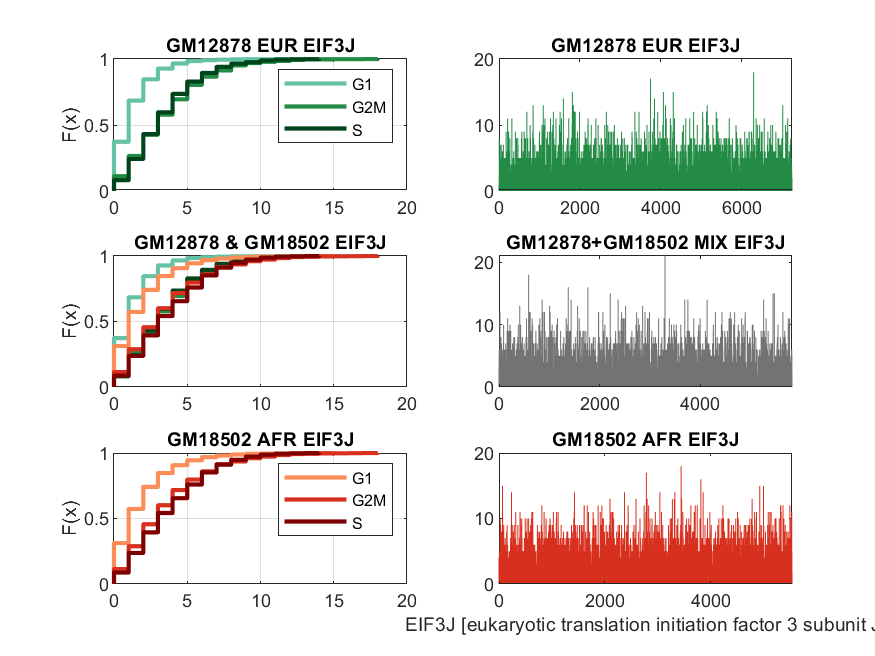 GM12878 EUR EIF3J
F(x)
1
0.5
0
G1
G2M
S
0 5 10 15 20
GM12878 EUR EIF3J
20
10
0
0 2000 4000 6000
GM12878 & GM18502 EIF3J
F(x)
1
0.5
0
0 5 10 15 20
GM12878+GM18502 MIX EIF3J
20
10
0
0 2000 4000
GM18502 AFR EIF3J
F(x)
1
0.5
0
G1
G2M
S
0 5 10 15 20
GM18502 AFR EIF3J
20
10
0
0 2000 4000
EIF3J [eukaryotic translation initiation factor 3 subunit